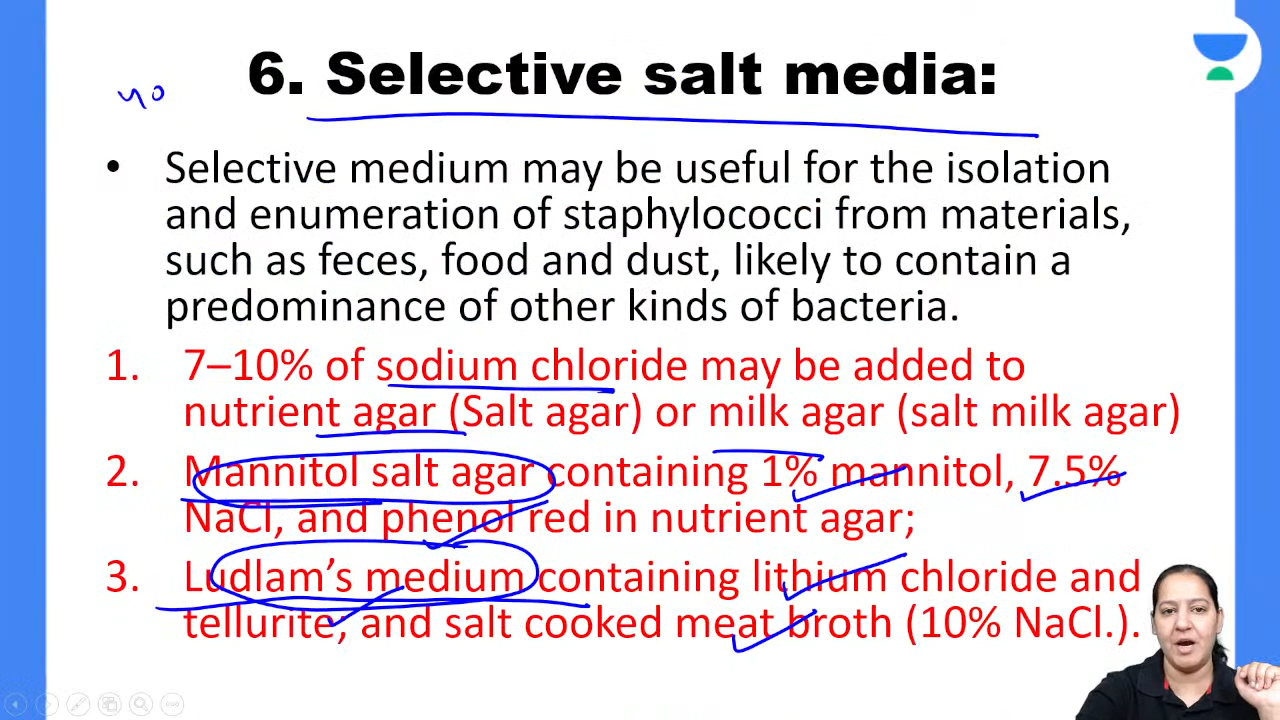 6. Selective salt media:
• Selective medium may be useful for the isolation
and enumeration of staphylococci from materials,
such as feces, food and dust, likely to contain a
predominance of other kinds of bacteria.
1. 7–10% of sodium chloride may be added to
nutrient agar (Salt agar) or milk agar (salt milk agar)
2. Mannitol salt agar containing 1% mannitol, 7.5%
NaCl, and phenol red in nutrient agar;
3. Ludlam's medium containing lithium chloride and
tellurite, and salt cooked meat broth (10% NaCl.).